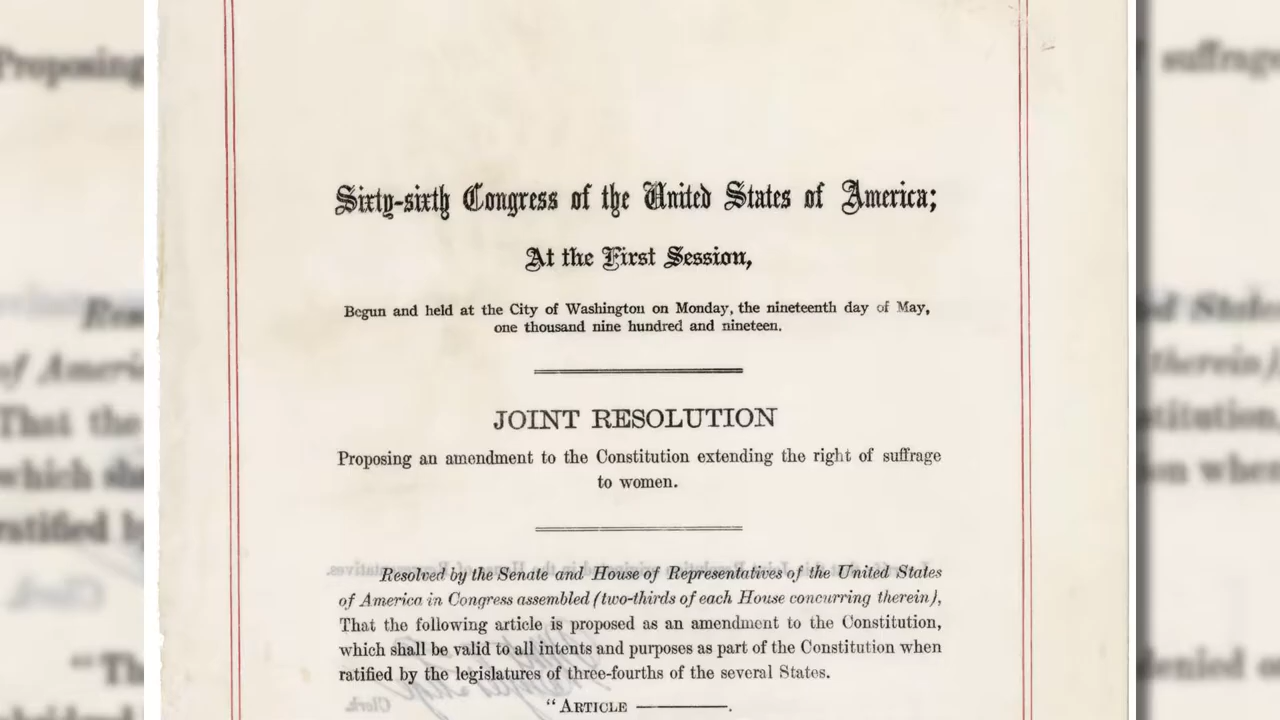 Sixty-sixth Congress of the United States of America;
At the First Session,
Begun and held at the City of Washington on Monday, the nineteenth day of May,
one thousand nine hundred and nineteen.
JOINT RESOLUTION
Proposing an amendment to the Constitution extending the right of suffrage
to women.
Resolved by the Senate and House of Representatives of the United States
of America in Congress assembled (two-thirds of each House concurring therein),
That the following article is proposed as an amendment to the Constitution,
which shall be valid to all intents and purposes as part of the Constitution when
ratified by the legislatures of three-fourths of the several States.
"ARTICLE ———.